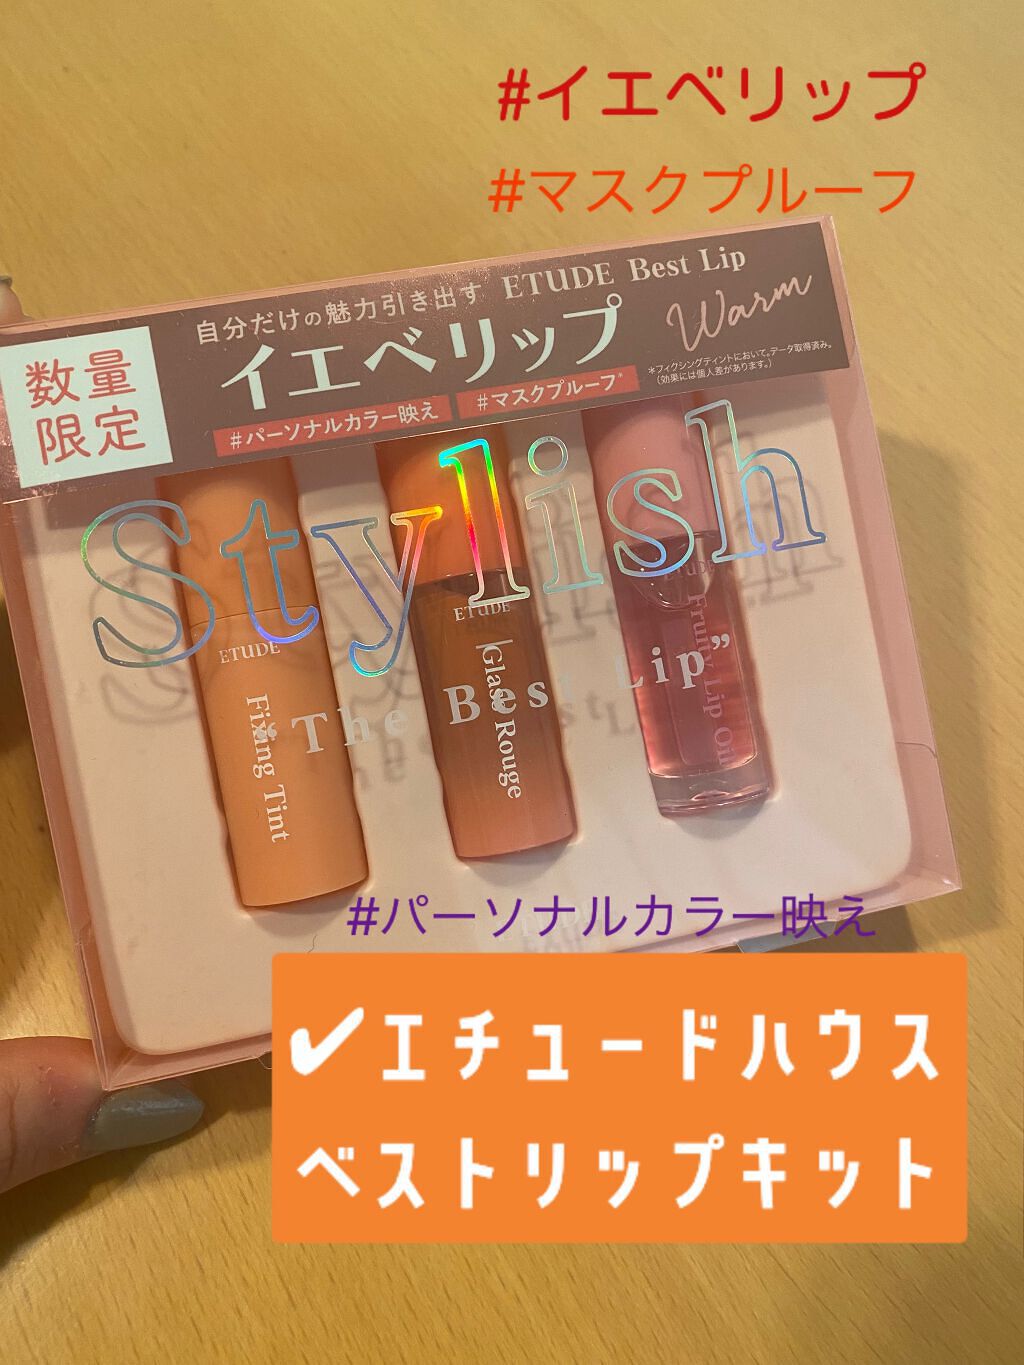 #イエベリップ
#マスクプルーフ
自分だけの魅力引き出す ETUDE Best Lip
イエベリップ
Warm
数量
限定
#パーソナルカラー映え
#マスクプルーフ*
*フィクシングティントにおいて。データ取得済み。
(効果には個人差があります。)
Stylish
"The Best Lip"
ETUDE
Fixing Tint
ETUDE
Glass Rouge
ETUDE
Fruity Lip Oil
#パーソナルカラー映え
✔エチュードハウス
ベストリップキット